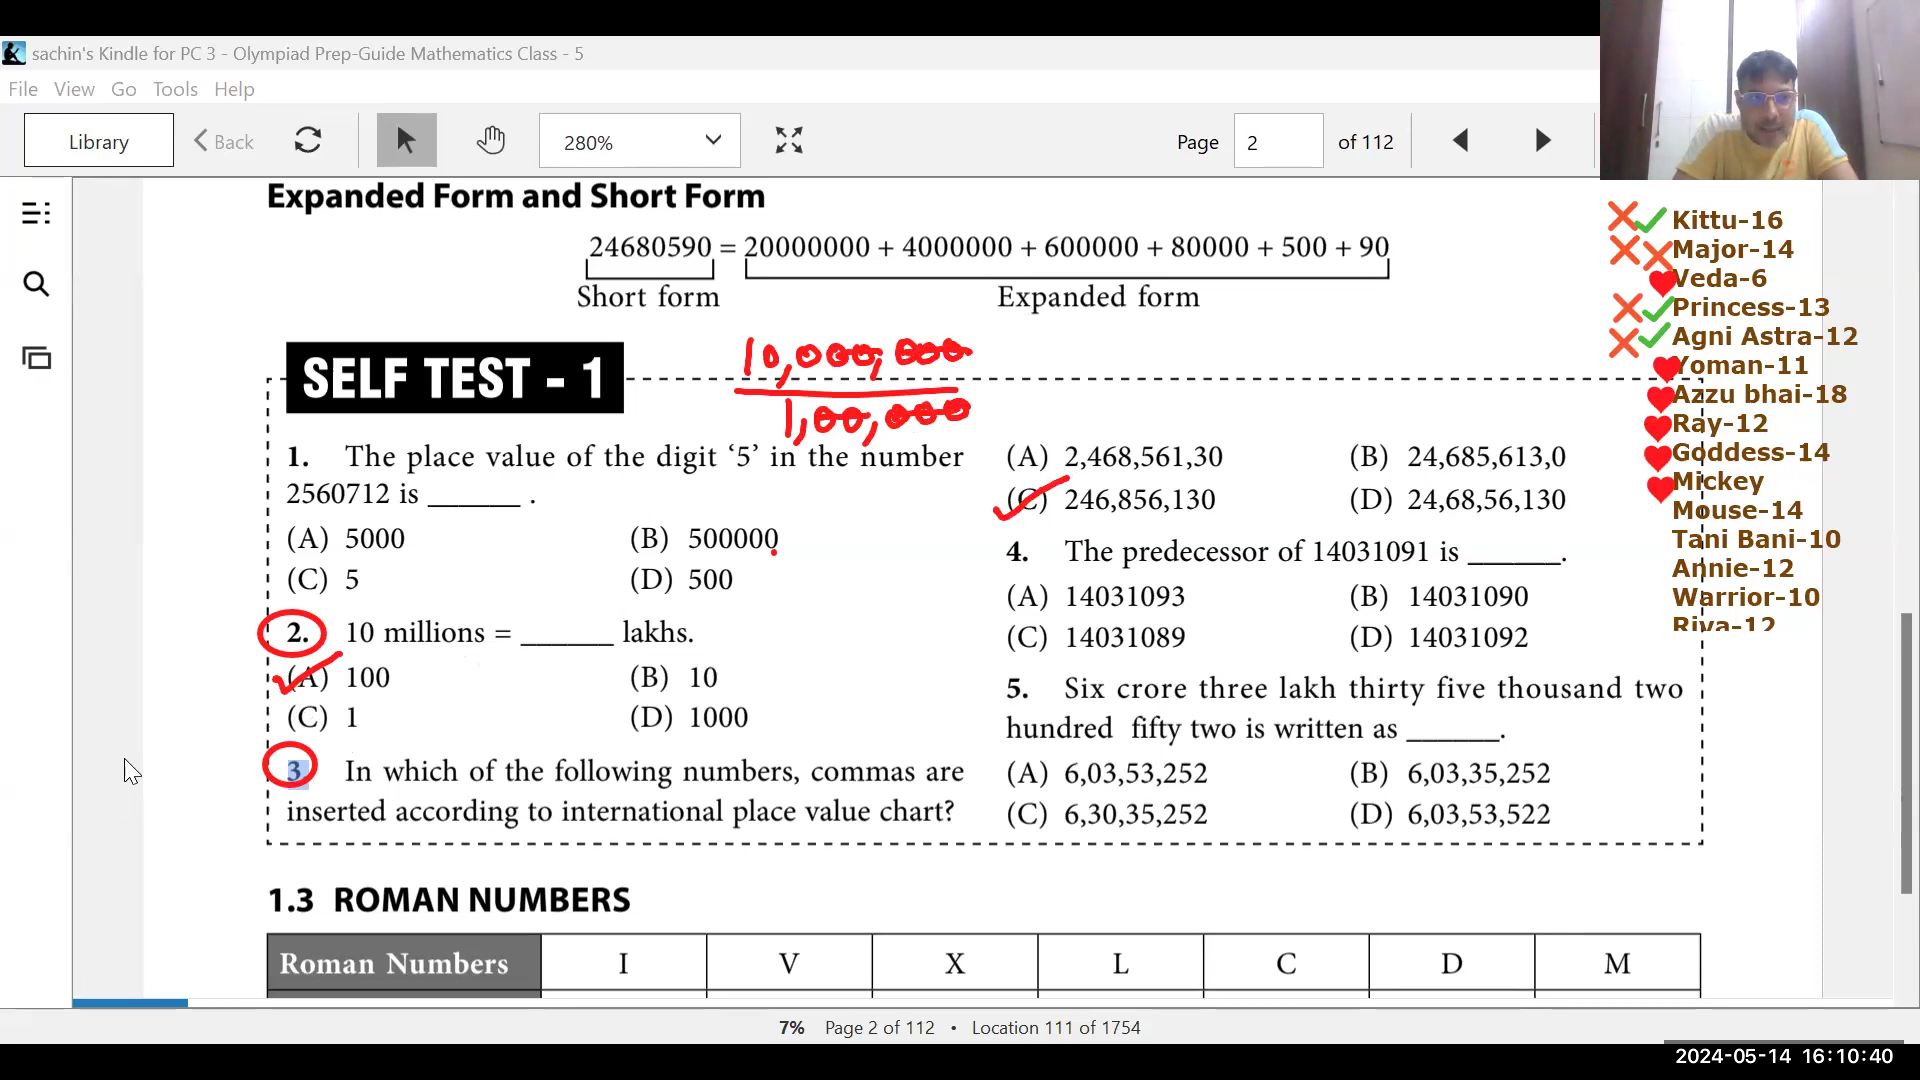 sachin's Kindle for PC 3 - Olympiad Prep-Guide Mathematics Class - 5
File View Go Tools Help
Library Back 280% Page 2 of 112
Expanded Form and Short Form
24680590 = 20000000 + 4000000 + 600000 + 80000 + 500 + 90
Short form Expanded form
10,000,000
1,00,000
SELF TEST - 1
1. The place value of the digit ‘5’ in the number
2560712 is ______ .
(A) 5000 (B) 500000
(C) 5 (D) 500
2. 10 millions = ______ lakhs.
(A) 100 (B) 10
(C) 1 (D) 1000
3. In which of the following numbers, commas are
inserted according to international place value chart?
(A) 2,468,561,30 (B) 24,685,613,0
(C) 246,856,130 (D) 24,68,56,130
4. The predecessor of 14031091 is ______.
(A) 14031093 (B) 14031090
(C) 14031089 (D) 14031092
5. Six crore three lakh thirty five thousand two
hundred fifty two is written as ______.
(A) 6,03,53,252 (B) 6,03,35,252
(C) 6,30,35,252 (D) 6,03,53,522
1.3 ROMAN NUMBERS
Roman Numbers I V X L C D M
Kittu-16
Major-14
Veda-6
Princess-13
Agni Astra-12
Yoman-11
Azzu bhai-18
Ray-12
Goddess-14
Mickey
Mouse-14
Tani Bani-10
Annie-12
Warrior-10
Riya-12
7% Page 2 of 112 • Location 111 of 1754
2024-05-14 16:10:40